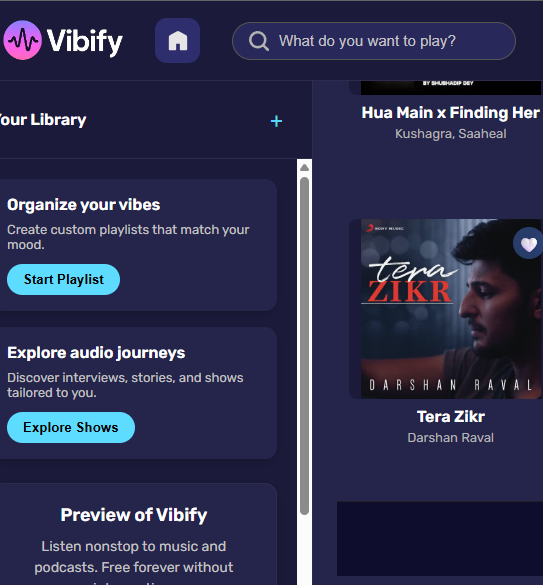 Vibify
What do you want to play?
our Library
+
Organize your vibes
Create custom playlists that match your
mood.
Start Playlist
Explore audio journeys
Discover interviews, stories, and shows
tailored to you.
Explore Shows
Preview of Vibify
Listen nonstop to music and
podcasts. Free forever without
BY SHUBHADIP DEY
Hua Main x Finding Her
Kushagra, Saaheal
SONY MUSIC
tera
ZIKR
DARSHAN RAVAL
Tera Zikr
Darshan Raval